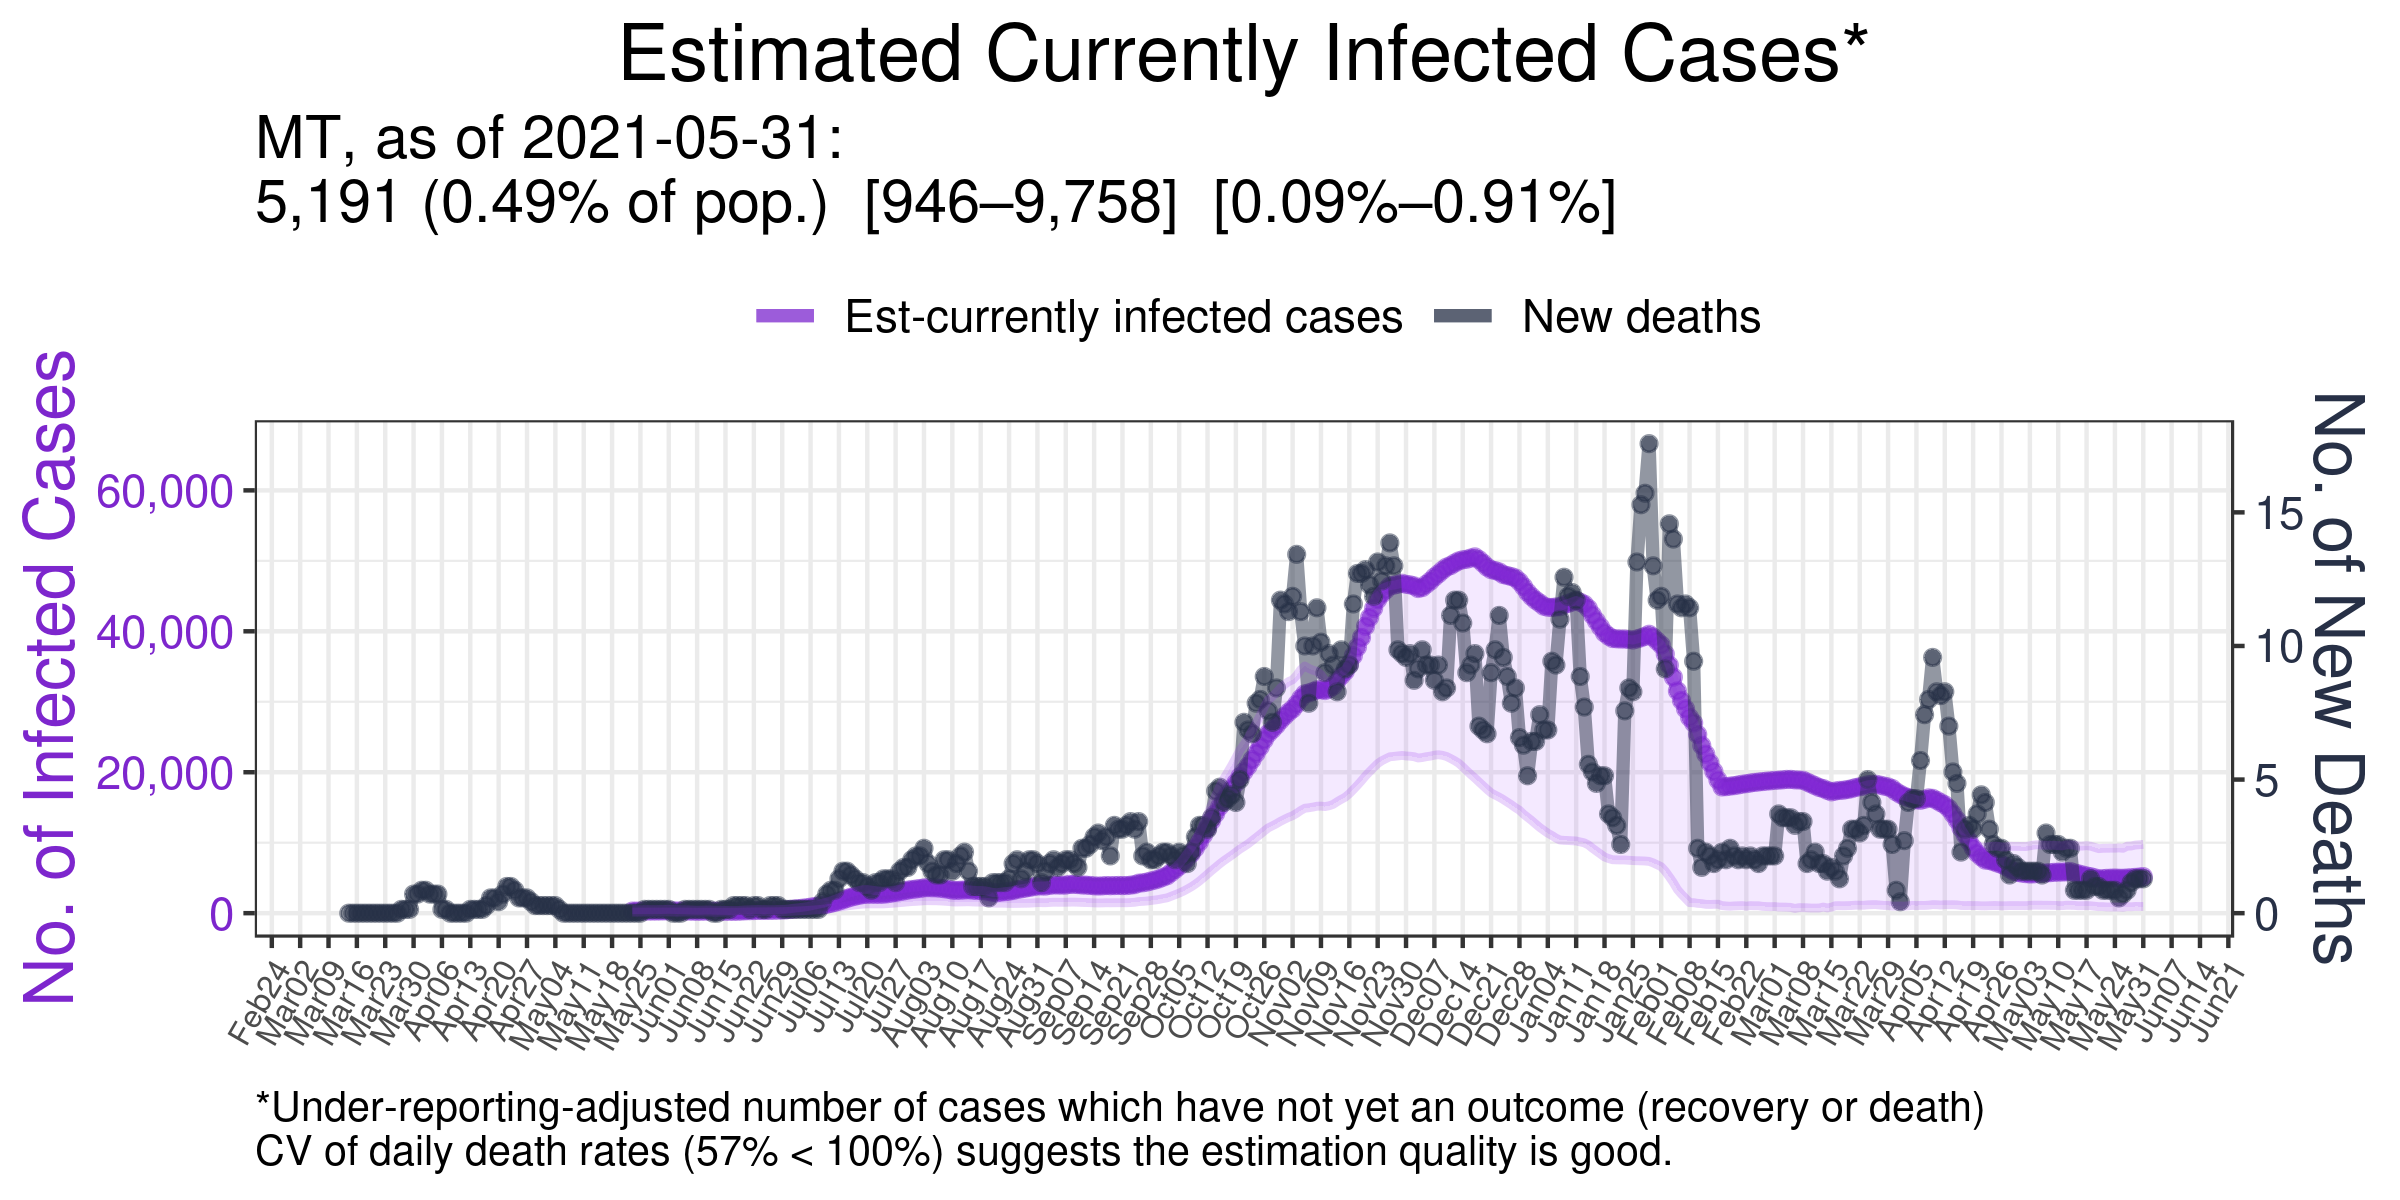 Estimated Currently Infected Cases*
MT, as of 2021-05-31:
5,191 (0.49% of pop.)  [946–9,758]  [0.09%–0.91%]
Est-currently infected cases
New deaths
No. of Infected Cases
60,000
40,000
20,000
0
15
10
5
0
No. of New Deaths
Feb24
Mar02
Mar09
Mar16
Mar23
Mar30
Apr06
Apr13
Apr20
Apr27
May04
May11
May18
May25
Jun01
Jun08
Jun15
Jun22
Jun29
Jul06
Jul13
Jul20
Jul27
Aug03
Aug10
Aug17
Aug24
Aug31
Sep07
Sep14
Sep21
Sep28
Oct05
Oct12
Oct19
Oct26
Nov02
Nov09
Nov16
Nov23
Nov30
Dec07
Dec14
Dec21
Dec28
Jan04
Jan11
Jan18
Jan25
Feb01
Feb08
Feb15
Feb22
Mar01
Mar08
Mar15
Mar22
Mar29
Apr05
Apr12
Apr19
Apr26
May03
May10
May17
May24
May31
Jun07
Jun14
Jun21
*Under-reporting-adjusted number of cases which have not yet an outcome (recovery or death)
CV of daily death rates (57% < 100%) suggests the estimation quality is good.